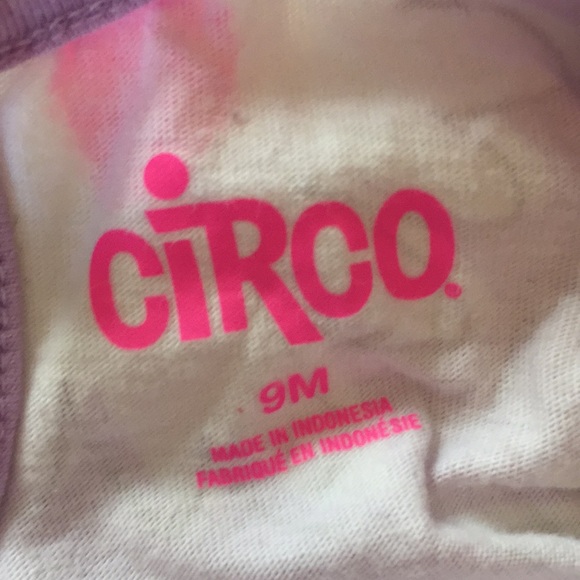 CiRCO.
9M
MADE IN INDONESIA
FABRIQUÉ EN INDONÉSIE